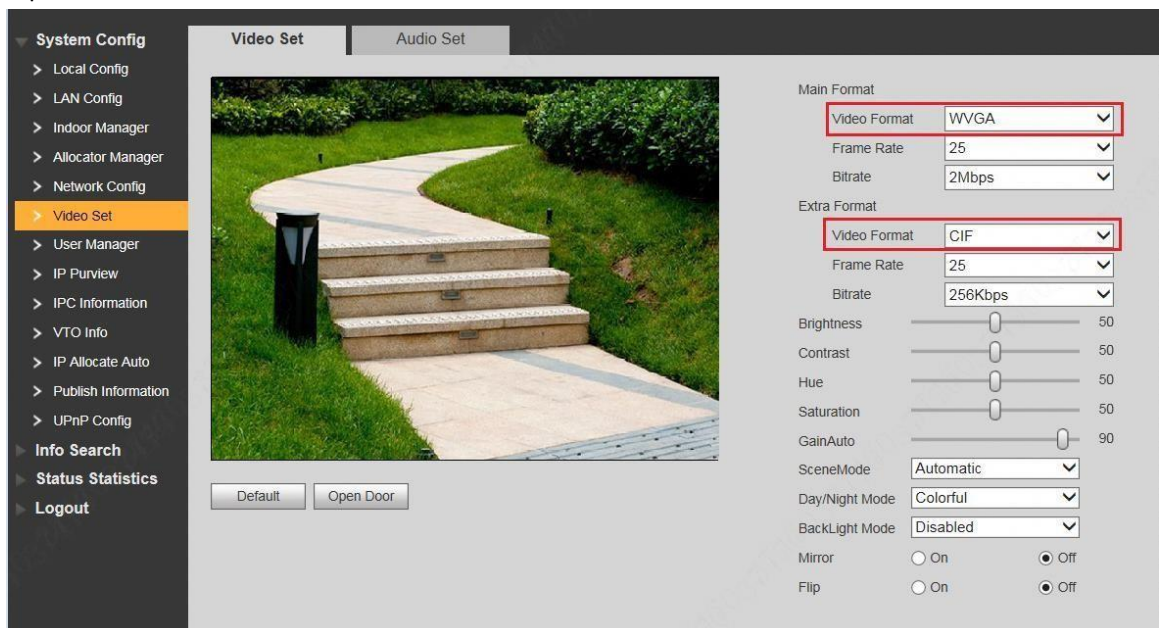 System Config
Local Config
LAN Config
Indoor Manager
Allocator Manager
Network Config
Video Set
User Manager
IP Purview
IPC Information
VTO Info
IP Allocate Auto
Publish Information
UPnP Config
Info Search
Status Statistics
Logout
Video Set Audio Set
Default Open Door
Main Format
Video Format WVGA
Frame Rate 25
Bitrate 2Mbps
Extra Format
Video Format CIF
Frame Rate 25
Bitrate 256Kbps
Brightness 50
Contrast 50
Hue 50
Saturation 50
GainAuto 90
SceneMode Automatic
Day/Night Mode Colorful
BackLight Mode Disabled
Mirror On Off
Flip On Off